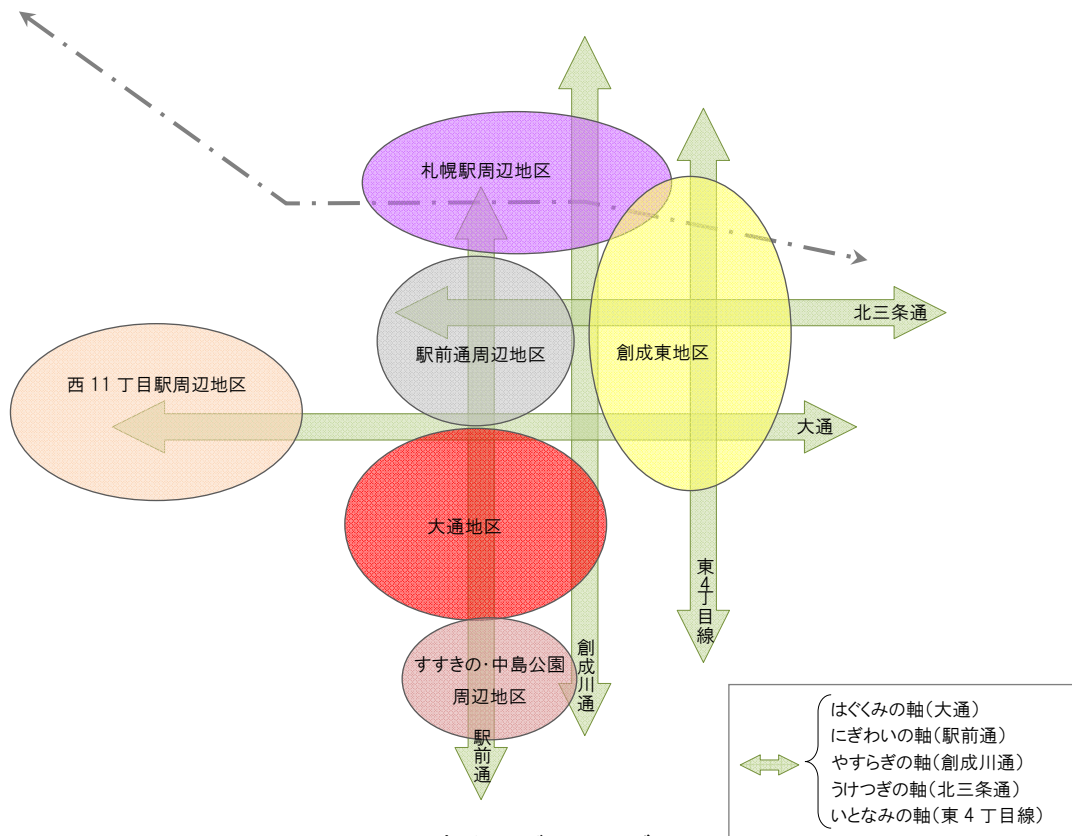 札幌駅周辺地区
北三条通
駅前通周辺地区
創成東地区
西 11 丁目駅周辺地区
大通
大通地区
東4丁目線
すすきの・中島公園
周辺地区
創成川通
駅前通
はぐくみの軸(大通)
にぎわいの軸(駅前通)
やすらぎの軸(創成川通)
うけつぎの軸(北三条通)
いとなみの軸(東 4 丁目線)